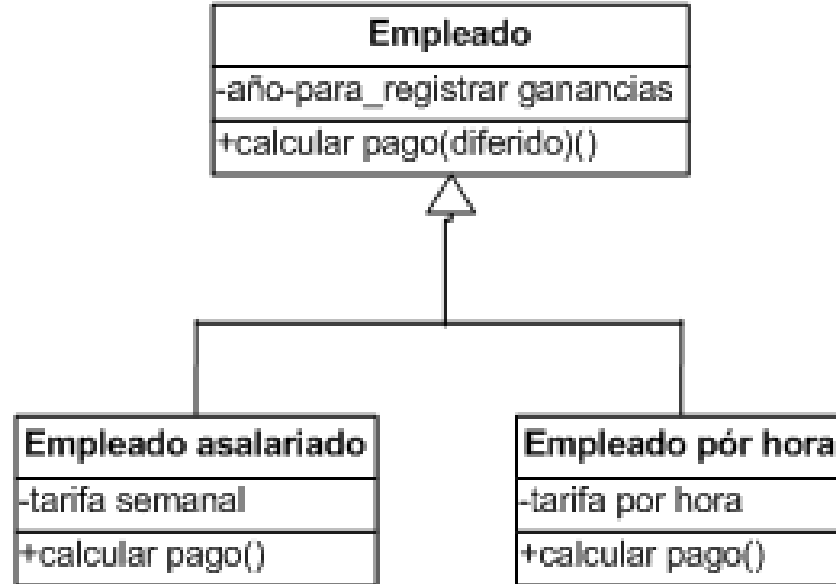 Empleado
-año-para_registrar ganancias
+calcular pago(diferido)()
Empleado asalariado
-tarifa semanal
+calcular pago()
Empleado pór hora
-tarifa por hora
+calcular pago()